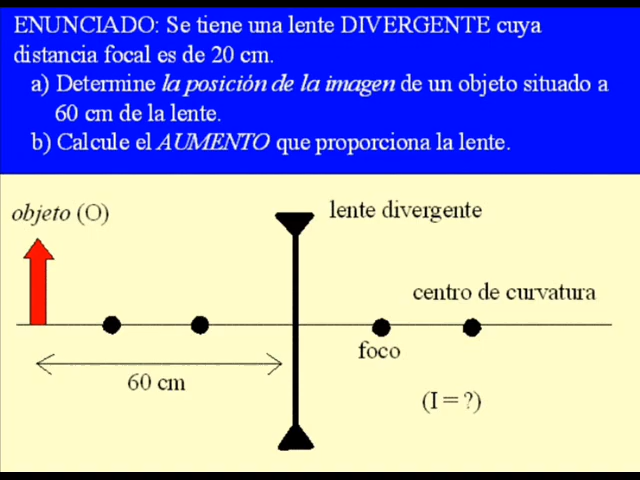 ENUNCIADO: Se tiene una lente DIVERGENTE cuya
distancia focal es de 20 cm.
a) Determine la posición de la imagen de un objeto situado a
60 cm de la lente.
b) Calcule el AUMENTO que proporciona la lente.
objeto (O)
lente divergente
centro de curvatura
foco
60 cm
(I = ?)